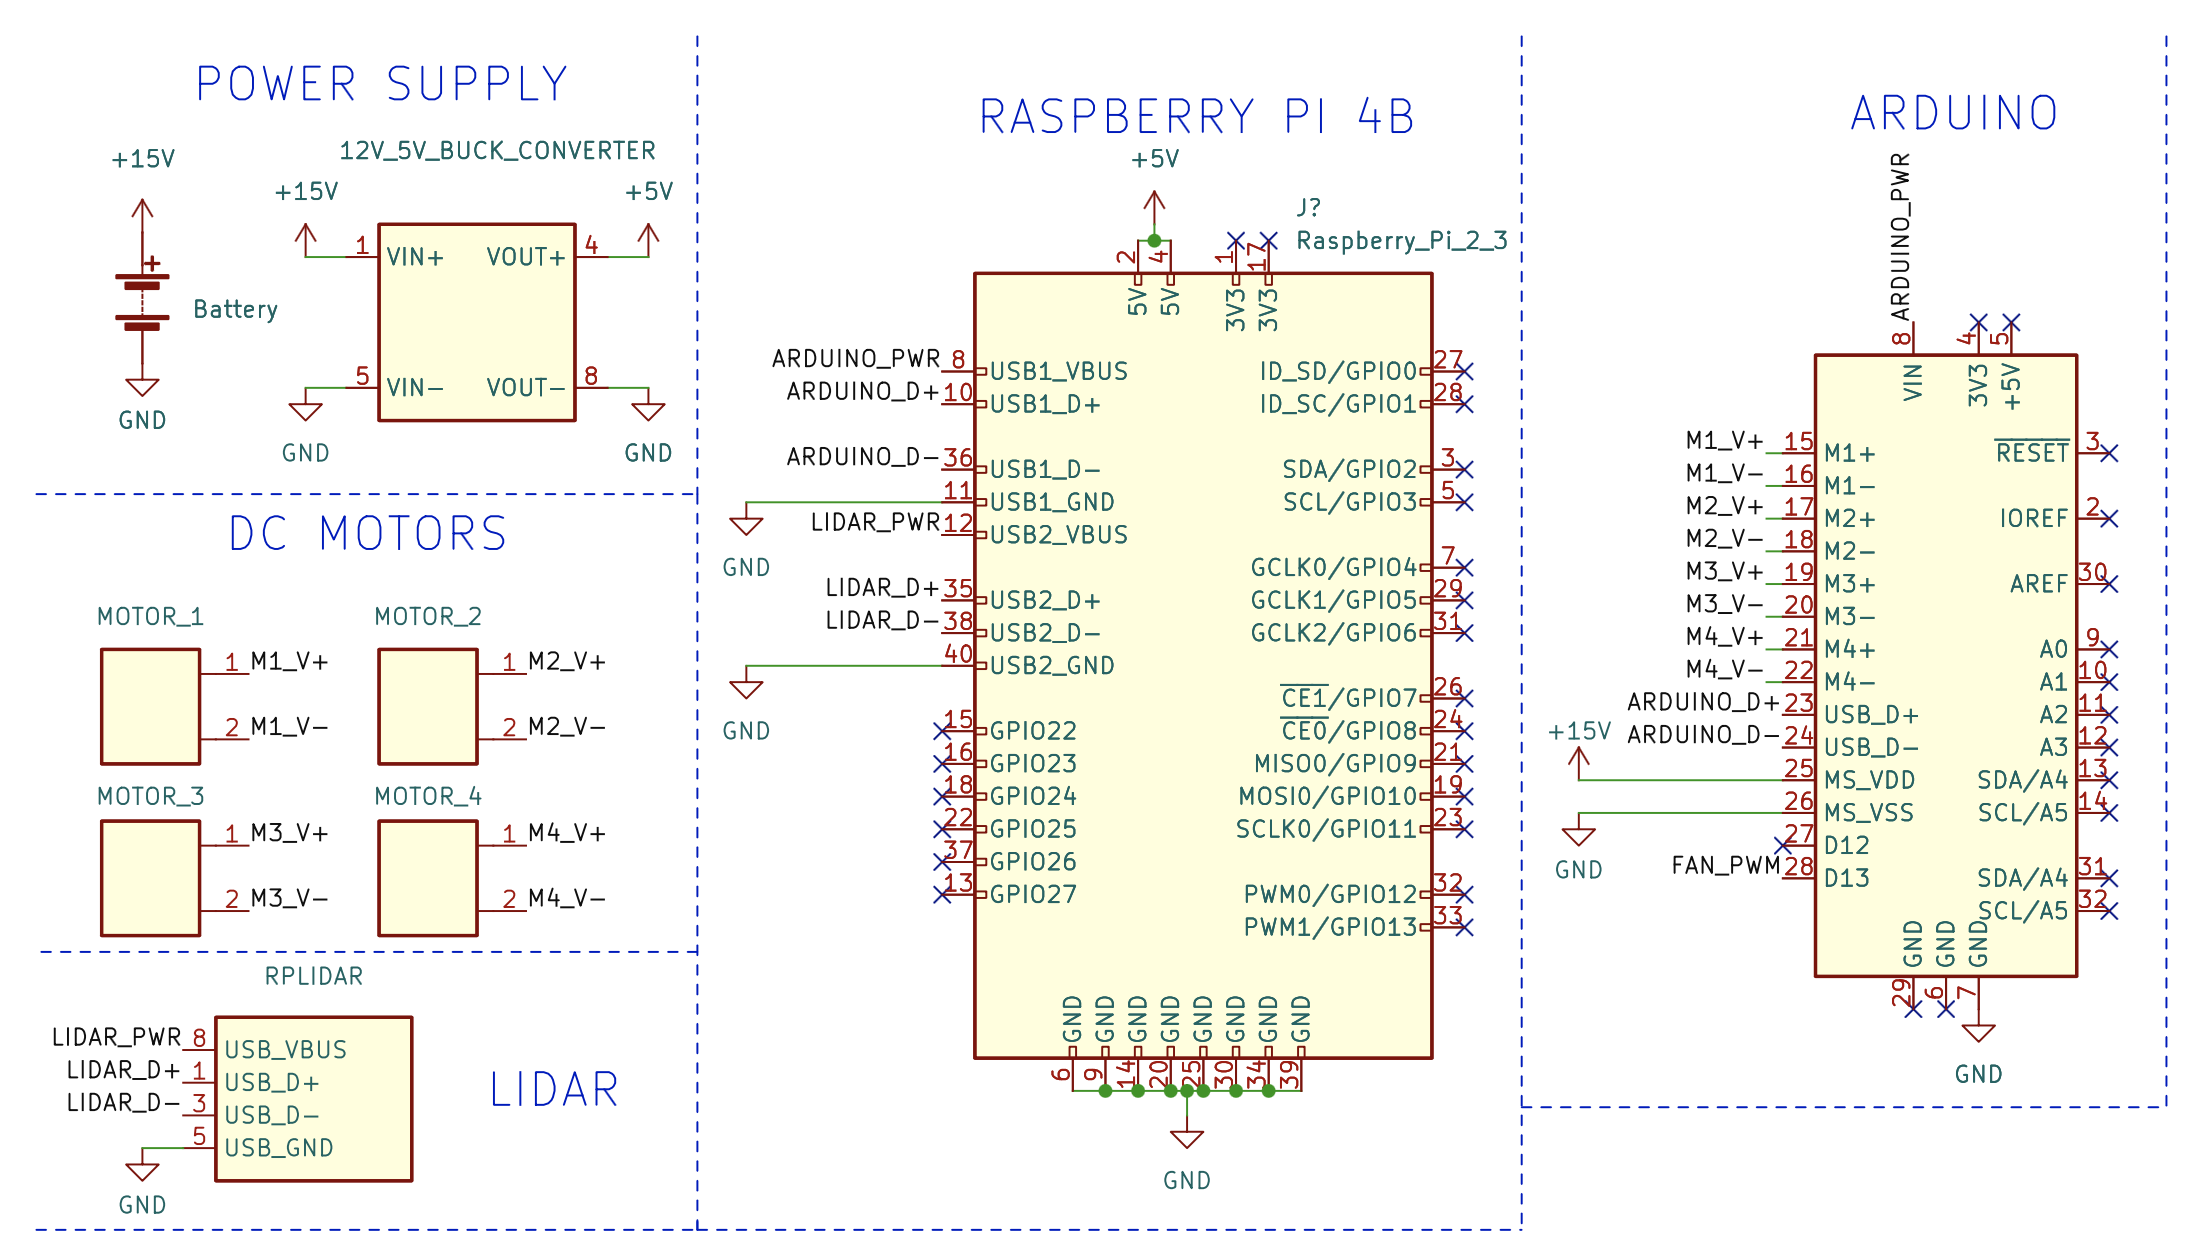 POWER SUPPLY
12V_5V_BUCK_CONVERTER
+15V
+15V
+5V
+
Battery
1 VIN+ VOUT+ 4
5 VIN- VOUT- 8
GND
GND
GND
DC MOTORS
MOTOR_1
1 M1_V+
2 M1_V-
MOTOR_2
1 M2_V+
2 M2_V-
MOTOR_3
1 M3_V+
2 M3_V-
MOTOR_4
1 M4_V+
2 M4_V-
RPLIDAR
LIDAR_PWR 8 USB_VBUS
LIDAR_D+ 1 USB_D+
LIDAR_D- 3 USB_D-
5 USB_GND
GND
LIDAR
RASPBERRY PI 4B
+5V
J?
Raspberry_Pi_2_3
2 4 1 17
5V 5V 3V3 3V3
ARDUINO_PWR 8 USB1_VBUS
ARDUINO_D+ 10 USB1_D+
ARDUINO_D- 36 USB1_D-
11 USB1_GND
GND
LIDAR_PWR 12 USB2_VBUS
LIDAR_D+ 35 USB2_D+
LIDAR_D- 38 USB2_D-
40 USB2_GND
GND
15 GPIO22
16 GPIO23
18 GPIO24
22 GPIO25
37 GPIO26
13 GPIO27
ID_SD/GPIO0 27
ID_SC/GPIO1 28
SDA/GPIO2 3
SCL/GPIO3 5
GCLK0/GPIO4 7
GCLK1/GPIO5 29
GCLK2/GPIO6 31
CE1/GPIO7 26
CE0/GPIO8 24
MISO0/GPIO9 21
MOSI0/GPIO10 19
SCLK0/GPIO11 23
PWM0/GPIO12 32
PWM1/GPIO13 33
GND GND GND GND GND GND GND GND
6 9 14 20 25 30 34 39
GND
ARDUINO
ARDUINO_PWR
8 4 5
VIN 3V3 +5V
M1_V+ 15 M1+
M1_V- 16 M1-
M2_V+ 17 M2+
M2_V- 18 M2-
M3_V+ 19 M3+
M3_V- 20 M3-
M4_V+ 21 M4+
M4_V- 22 M4-
ARDUINO_D+ 23 USB_D+
ARDUINO_D- 24 USB_D-
+15V
25 MS_VDD
26 MS_VSS
GND
27 D12
FAN_PWM 28 D13
RESET 3
IOREF 2
AREF 30
A0 9
A1 10
A2 11
A3 12
SDA/A4 13
SCL/A5 14
SDA/A4 31
SCL/A5 32
GND GND GND
29 6 7
GND